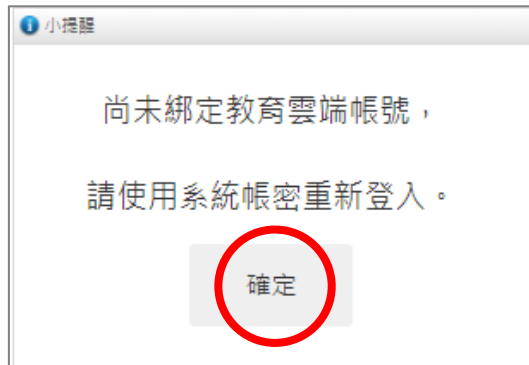 小提醒
尚未綁定教育雲端帳號，
請使用系統帳密重新登入。
確定